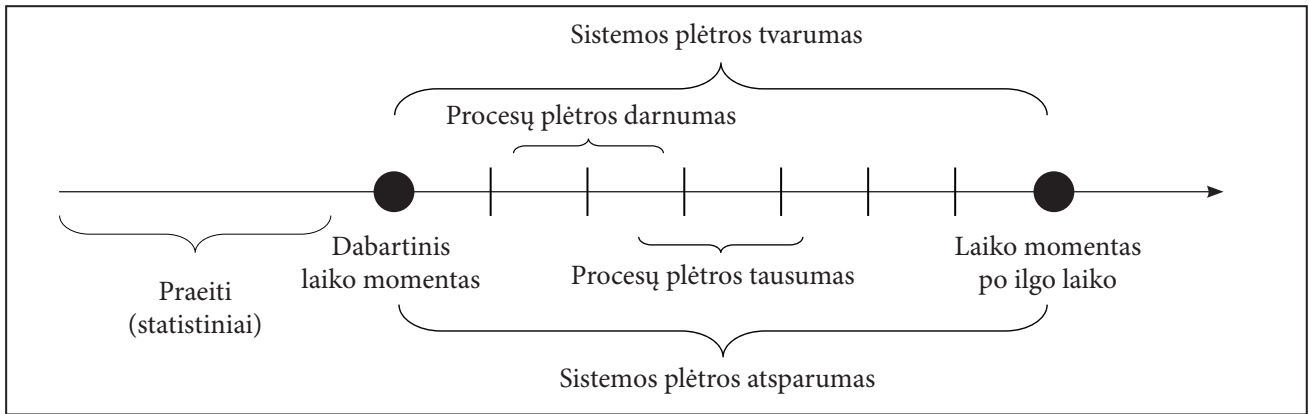 Sistemos plėtros tvarumas
Procesų plėtros darnumas
Dabartinis
laiko momentas
Laiko momentas
po ilgo laiko
Procesų plėtros tausumas
Praeiti
(statistiniai)
Sistemos plėtros atsparumas